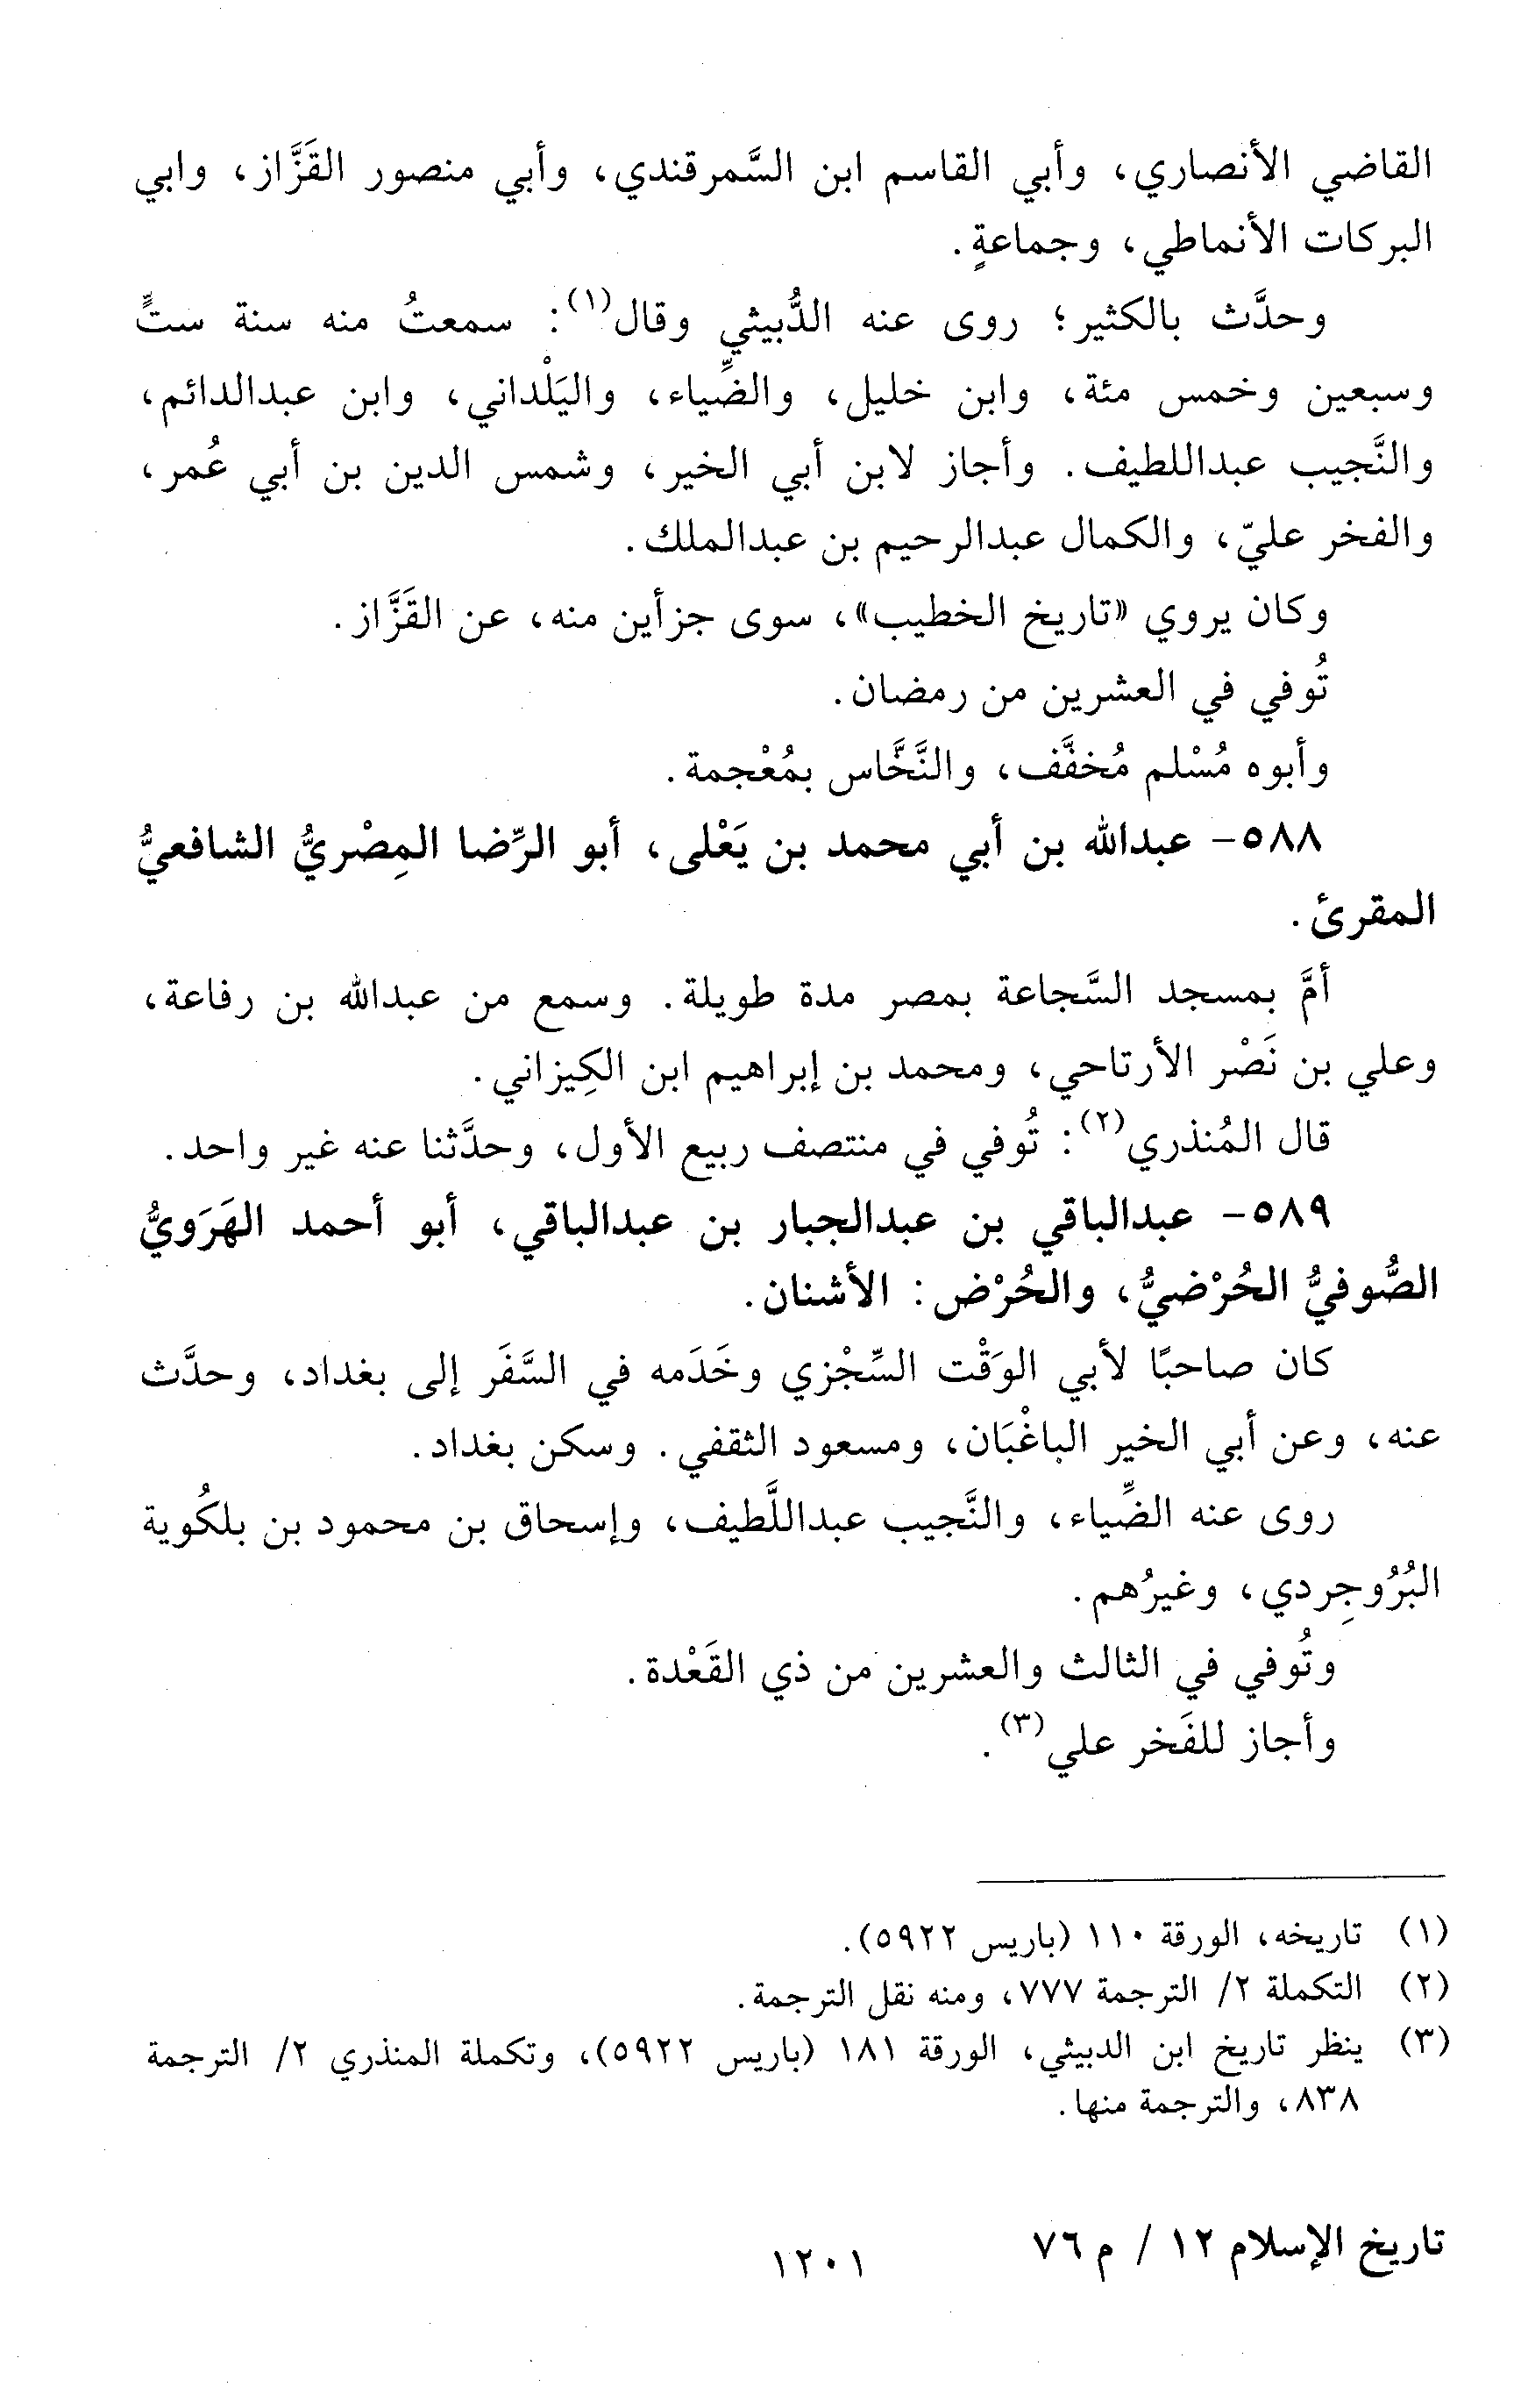 القاضي الأنصاري، وأبي القاسم ابن السَّمرقندي، وأبي منصور القَزَّاز، وابي
البركات الأنماطي، وجماعةٍ.
وحدَّث بالكثير؛ روى عنه الدُّبيثي وقال(١): سمعتُ منه سنة ستٍّ
وسبعين وخمس مئة، وابن خليل، والضِّياء، واليَلْداني، وابن عبدالدائم،
والنَّجيب عبداللطيف. وأجاز لابن أبي الخير، وشمس الدين بن أبي عُمر،
والفخر عليّ، والكمال عبدالرحيم بن عبدالملك.
وكان يروي «تاريخ الخطيب»، سوى جزأين منه، عن القَزَّاز.
تُوفي في العشرين من رمضان.
وأبوه مُسْلم مُخفَّف، والنَّخَّاس بمُعْجمة.
٥٨٨- عبدالله بن أبي محمد بن يَعْلى، أبو الرِّضا المِصْريُّ الشافعيُّ
المقرئ.
أمَّ بمسجد السَّجاعة بمصر مدة طويلة. وسمع من عبدالله بن رفاعة،
وعلي بن نَصْر الأرتاحي، ومحمد بن إبراهيم ابن الكِيزاني.
قال المُنذري(٢): تُوفي في منتصف ربيع الأول، وحدَّثنا عنه غير واحد.
٥٨٩- عبدالباقي بن عبدالجبار بن عبدالباقي، أبو أحمد الهَرَويُّ
الصُّوفيُّ الحُرْضيُّ، والحُرْض: الأشنان.
كان صاحبًا لأبي الوَقْت السِّجْزي وخَدَمه في السَّفَر إلى بغداد، وحدَّث
عنه، وعن أبي الخير الباغْبَان، ومسعود الثقفي. وسكن بغداد.
روى عنه الضِّياء، والنَّجيب عبداللَّطيف، وإسحاق بن محمود بن بلكُوية
البُرُوجِردي، وغيرُهم.
وتُوفي في الثالث والعشرين من ذي القَعْدة.
وأجاز للفَخر علي(٣).
(١) تاريخه، الورقة ١١٠ (باريس ٥٩٢٢).
(٢) التكملة ٢/ الترجمة ٧٧٧، ومنه نقل الترجمة.
(٣) ينظر تاريخ ابن الدبيثي، الورقة ١٨١ (باريس ٥٩٢٢)، وتكملة المنذري ٢/ الترجمة
٨٣٨، والترجمة منها.
تاريخ الإسلام ١٢ / م ٧٦
١٢٠١